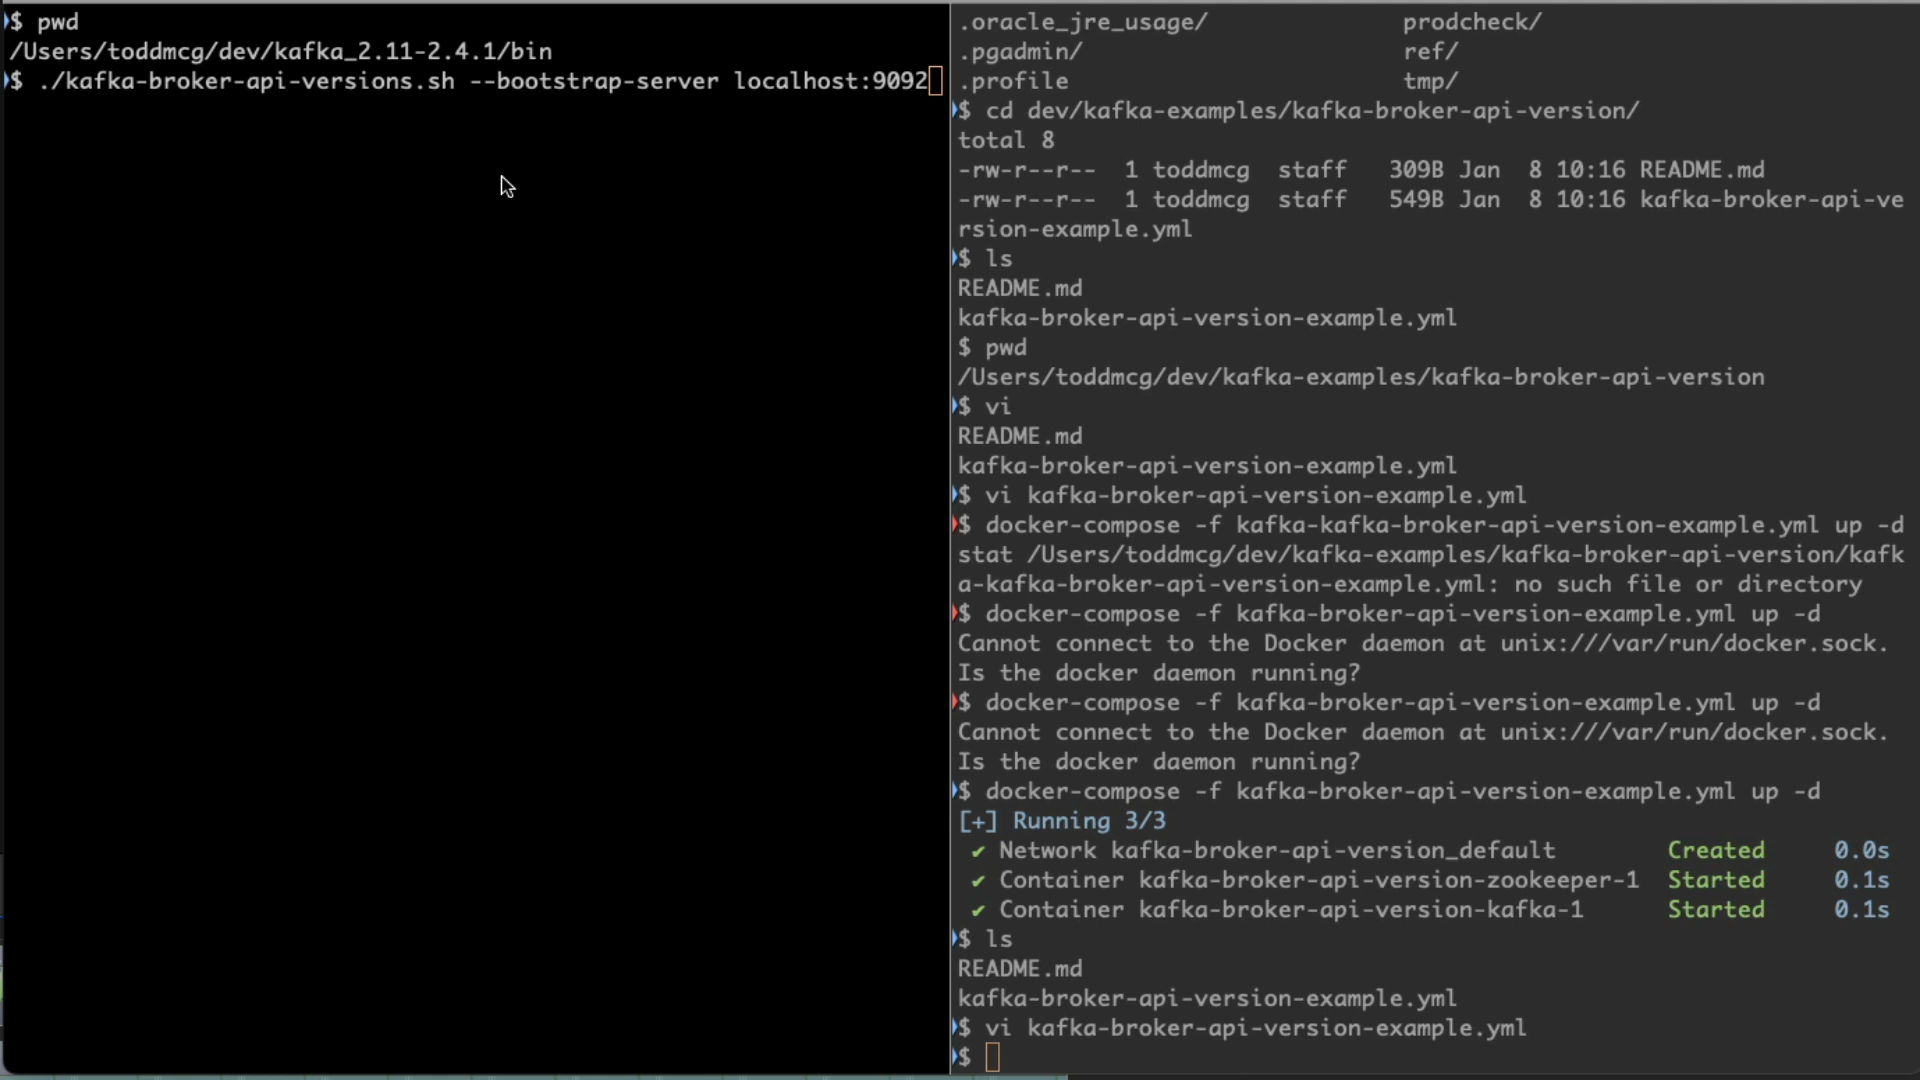 $ pwd
/Users/toddmcg/dev/kafka_2.11-2.4.1/bin
$ ./kafka-broker-api-versions.sh --bootstrap-server localhost:9092
.oracle_jre_usage/ prodcheck/
.pgadmin/ ref/
.profile tmp/
$ cd dev/kafka-examples/kafka-broker-api-version/
total 8
-rw-r--r-- 1 toddmcg staff 309B Jan 8 10:16 README.md
-rw-r--r-- 1 toddmcg staff 549B Jan 8 10:16 kafka-broker-api-ve
rsion-example.yml
$ ls
README.md
kafka-broker-api-version-example.yml
$ pwd
/Users/toddmcg/dev/kafka-examples/kafka-broker-api-version
$ vi
README.md
kafka-broker-api-version-example.yml
$ vi kafka-broker-api-version-example.yml
$ docker-compose -f kafka-kafka-broker-api-version-example.yml up -d
stat /Users/toddmcg/dev/kafka-examples/kafka-broker-api-version/kafk
a-kafka-broker-api-version-example.yml: no such file or directory
$ docker-compose -f kafka-broker-api-version-example.yml up -d
Cannot connect to the Docker daemon at unix:///var/run/docker.sock.
Is the docker daemon running?
$ docker-compose -f kafka-broker-api-version-example.yml up -d
Cannot connect to the Docker daemon at unix:///var/run/docker.sock.
Is the docker daemon running?
$ docker-compose -f kafka-broker-api-version-example.yml up -d
[+] Running 3/3
✔ Network kafka-broker-api-version_default Created 0.0s
✔ Container kafka-broker-api-version-zookeeper-1 Started 0.1s
✔ Container kafka-broker-api-version-kafka-1 Started 0.1s
$ ls
README.md
kafka-broker-api-version-example.yml
$ vi kafka-broker-api-version-example.yml
$